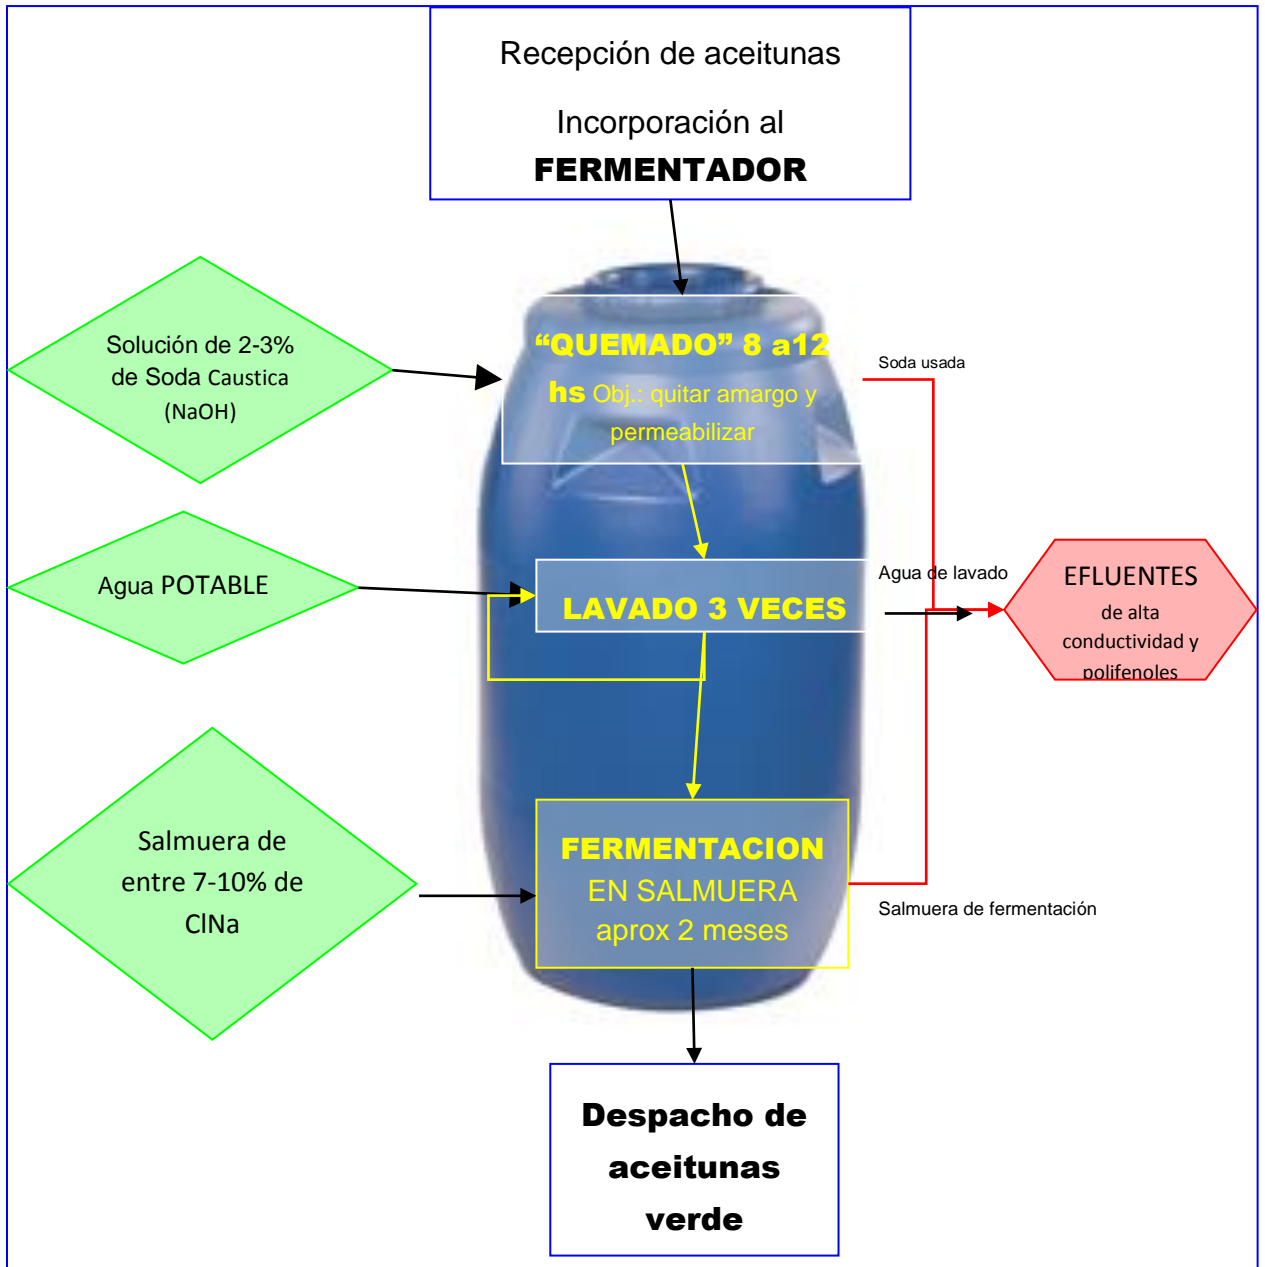 Recepción de aceitunas
Incorporación al
FERMENTADOR
Solución de 2-3%
de Soda Caustica
(NaOH)
“QUEMADO” 8 a12
hs Obj.: quitar amargo y
permeabilizar
Soda usada
Agua POTABLE
LAVADO 3 VECES
Agua de lavado
EFLUENTES
de alta
conductividad y
polifenoles
Salmuera de
entre 7-10% de
ClNa
FERMENTACION
EN SALMUERA
aprox 2 meses
Salmuera de fermentación
Despacho de
aceitunas
verde